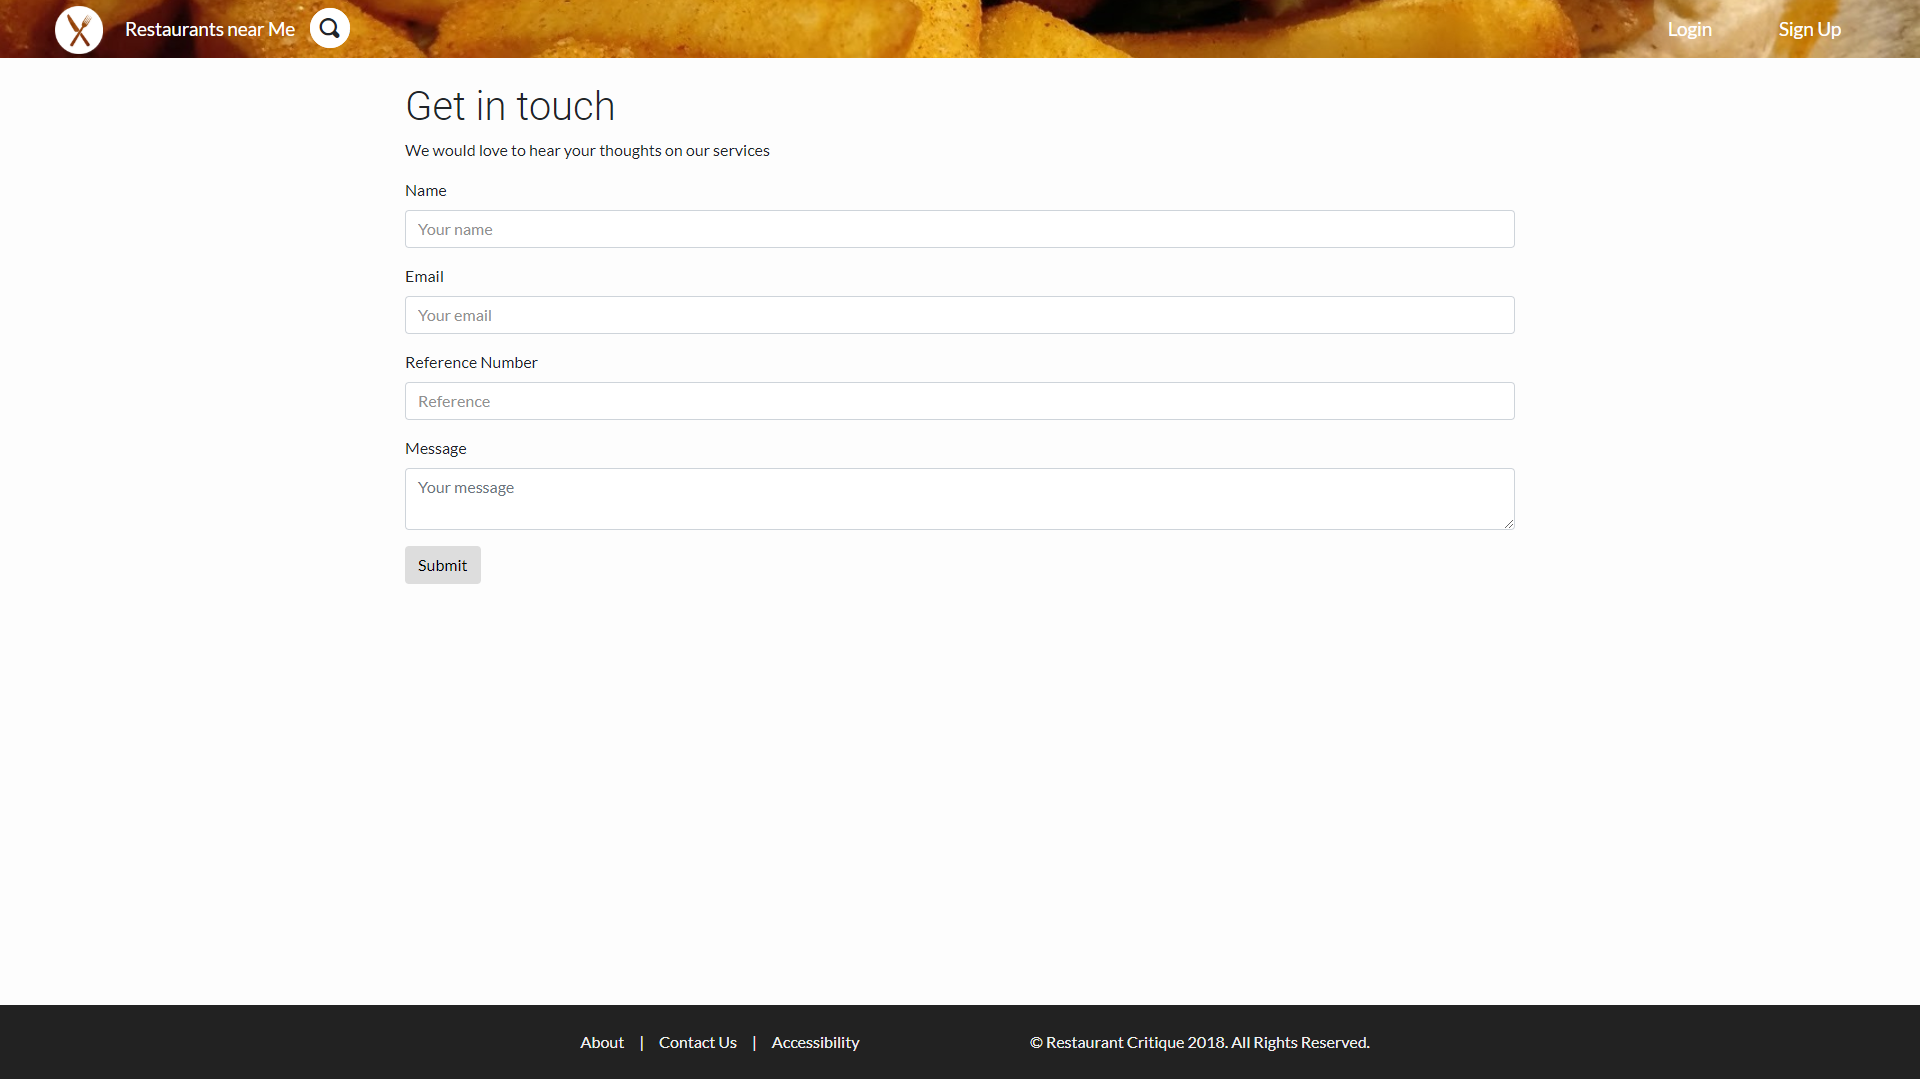 Restaurants near Me
Login
Sign Up
Get in touch
We would love to hear your thoughts on our services
Name
Your name
Email
Your email
Reference Number
Reference
Message
Your message
Submit
About | Contact Us | Accessibility
© Restaurant Critique 2018. All Rights Reserved.